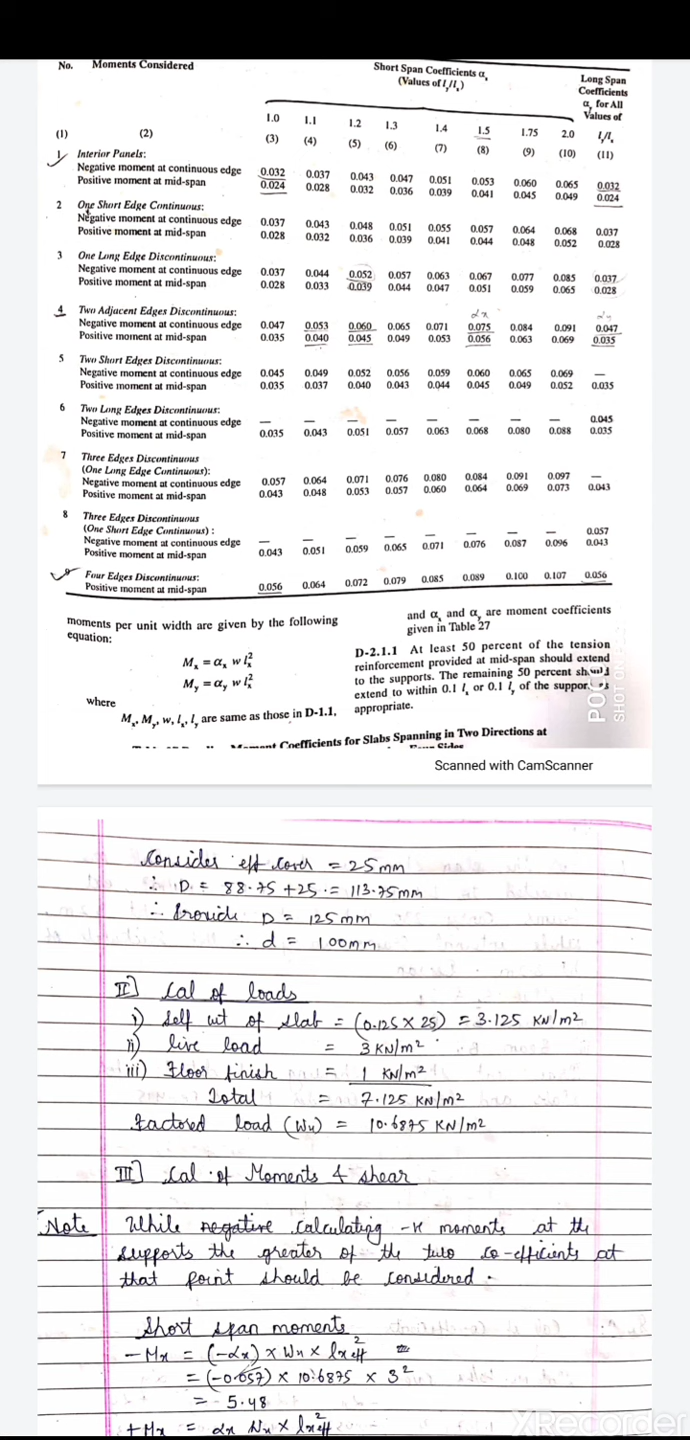 No. Moments Considered Short Span Coefficients αx Long Span
(Values of ly/lx) Coefficients
αy for All
Values of
1.0 1.1 1.2 1.3 1.4 1.5 1.75 2.0 ly/lx
(1) (2) (3) (4) (5) (6) (7) (8) (9) (10) (11)
1 Interior Panels:
Negative moment at continuous edge 0.032 0.037 0.043 0.047 0.051 0.053 0.060 0.065 0.032
Positive moment at mid-span 0.024 0.028 0.032 0.036 0.039 0.041 0.045 0.049 0.024
2 One Short Edge Continuous:
Negative moment at continuous edge 0.037 0.043 0.048 0.051 0.055 0.057 0.064 0.068 0.037
Positive moment at mid-span 0.028 0.032 0.036 0.039 0.041 0.044 0.048 0.052 0.028
3 One Long Edge Discontinuous:
Negative moment at continuous edge 0.037 0.044 0.052 0.057 0.063 0.067 0.077 0.085 0.037
Positive moment at mid-span 0.028 0.033 0.039 0.044 0.047 0.051 0.059 0.065 0.028
αx αy
4 Two Adjacent Edges Discontinuous:
Negative moment at continuous edge 0.047 0.053 0.060 0.065 0.071 0.075 0.084 0.091 0.047
Positive moment at mid-span 0.035 0.040 0.045 0.049 0.053 0.056 0.063 0.069 0.035
5 Two Short Edges Discontinuous:
Negative moment at continuous edge 0.045 0.049 0.052 0.056 0.059 0.060 0.065 0.069 —
Positive moment at mid-span 0.035 0.037 0.040 0.043 0.044 0.045 0.049 0.052 0.035
6 Two Long Edges Discontinuous:
Negative moment at continuous edge — — — — — — — — 0.045
Positive moment at mid-span 0.035 0.043 0.051 0.057 0.063 0.068 0.080 0.088 0.035
7 Three Edges Discontinuous
(One Long Edge Continuous):
Negative moment at continuous edge 0.057 0.064 0.071 0.076 0.080 0.084 0.091 0.097 —
Positive moment at mid-span 0.043 0.048 0.053 0.057 0.060 0.064 0.069 0.073 0.043
8 Three Edges Discontinuous
(One Short Edge Continuous) :
Negative moment at continuous edge — — — — — — — — 0.057
Positive moment at mid-span 0.043 0.051 0.059 0.065 0.071 0.076 0.087 0.096 0.043
9 Four Edges Discontinuous:
Positive moment at mid-span 0.056 0.064 0.072 0.079 0.085 0.089 0.100 0.107 0.056
moments per unit width are given by the following
equation:
Mx = αx w lx²
My = αy w lx²
where
Mx, My, w, lx, ly are same as those in D-1.1,
and αx and αy are moment coefficients
given in Table 27
D-2.1.1 At least 50 percent of the tension
reinforcement provided at mid-span should extend
to the supports. The remaining 50 percent should
extend to within 0.1 lx or 0.1 ly of the support, as
appropriate.
Moment Coefficients for Slabs Spanning in Two Directions at
Scanned with CamScanner
Consider eff cover = 25 mm
∴ D = 88.75 + 25 = 113.75 mm
∴ Provide D = 125 mm
∴ d = 100 mm
II] Cal of loads
i) Self wt of slab = (0.125 × 25) = 3.125 KN/m²
ii) live load = 3 KN/m²
iii) Floor finish = 1 KN/m²
Total = 7.125 KN/m²
Factored load (Wu) = 10.6875 KN/m²
III] Cal of Moments & shear
Note While negative calculating -ve moments at the
supports the greater of the two co-efficients at
that point should be considered.
Short span moments
-Mx = (-αx) × Wu × lx eff²
= (-0.057) × 10.6875 × 3²
= -5.48
+Mx = αx Wu × lx eff²
XRecorder